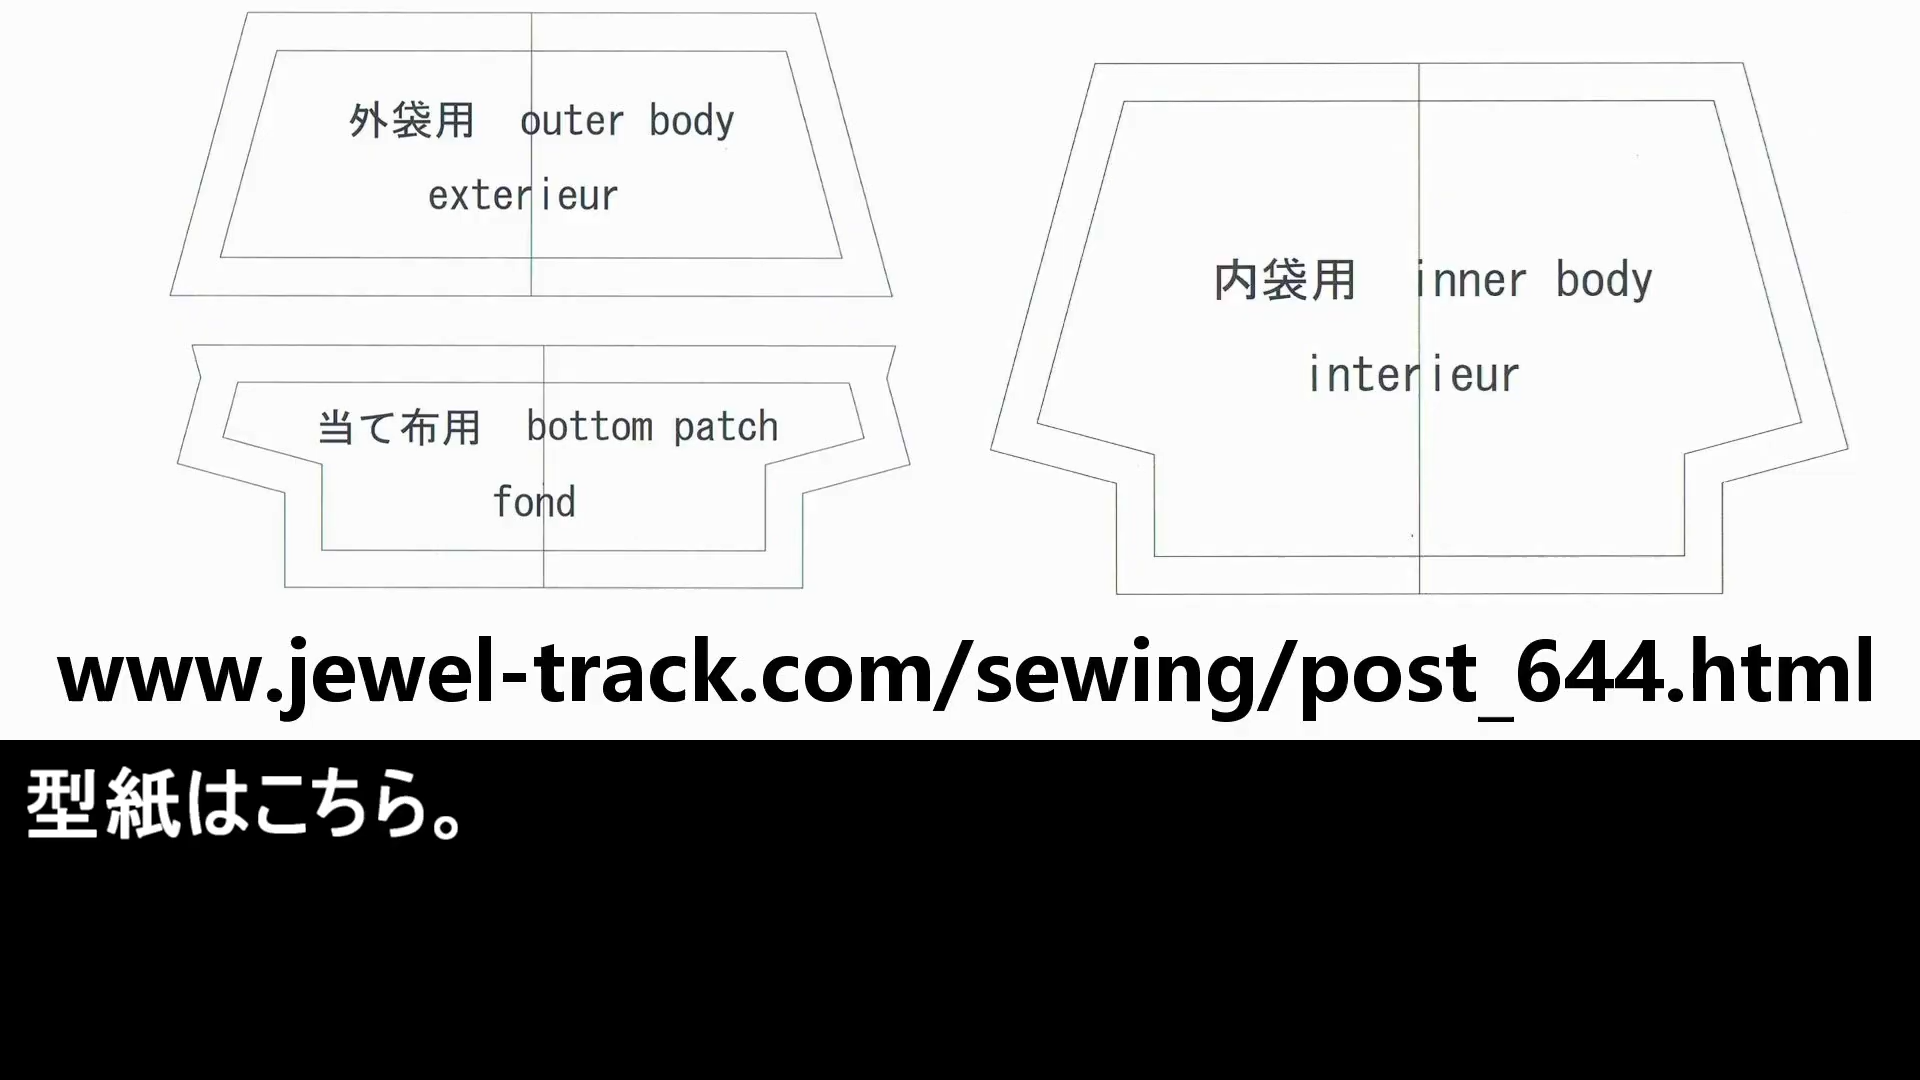 外袋用 outer body
exterieur
当て布用 bottom patch
fond
内袋用 inner body
interieur
www.jewel-track.com/sewing/post_644.html
型紙はこちら。